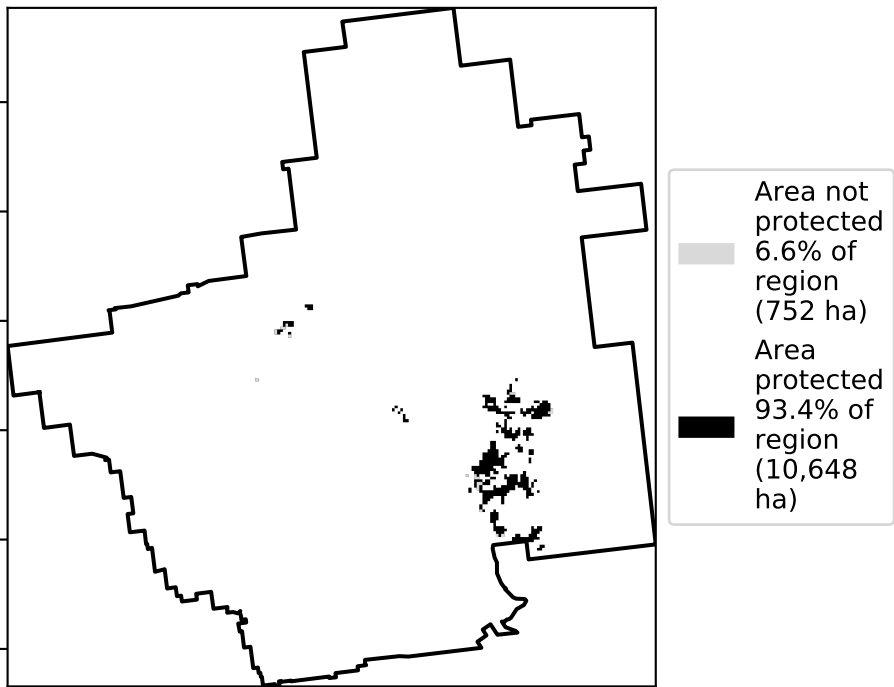 Area not
protected
6.6% of
region
(752 ha)
Area
protected
93.4% of
region
(10,648
ha)